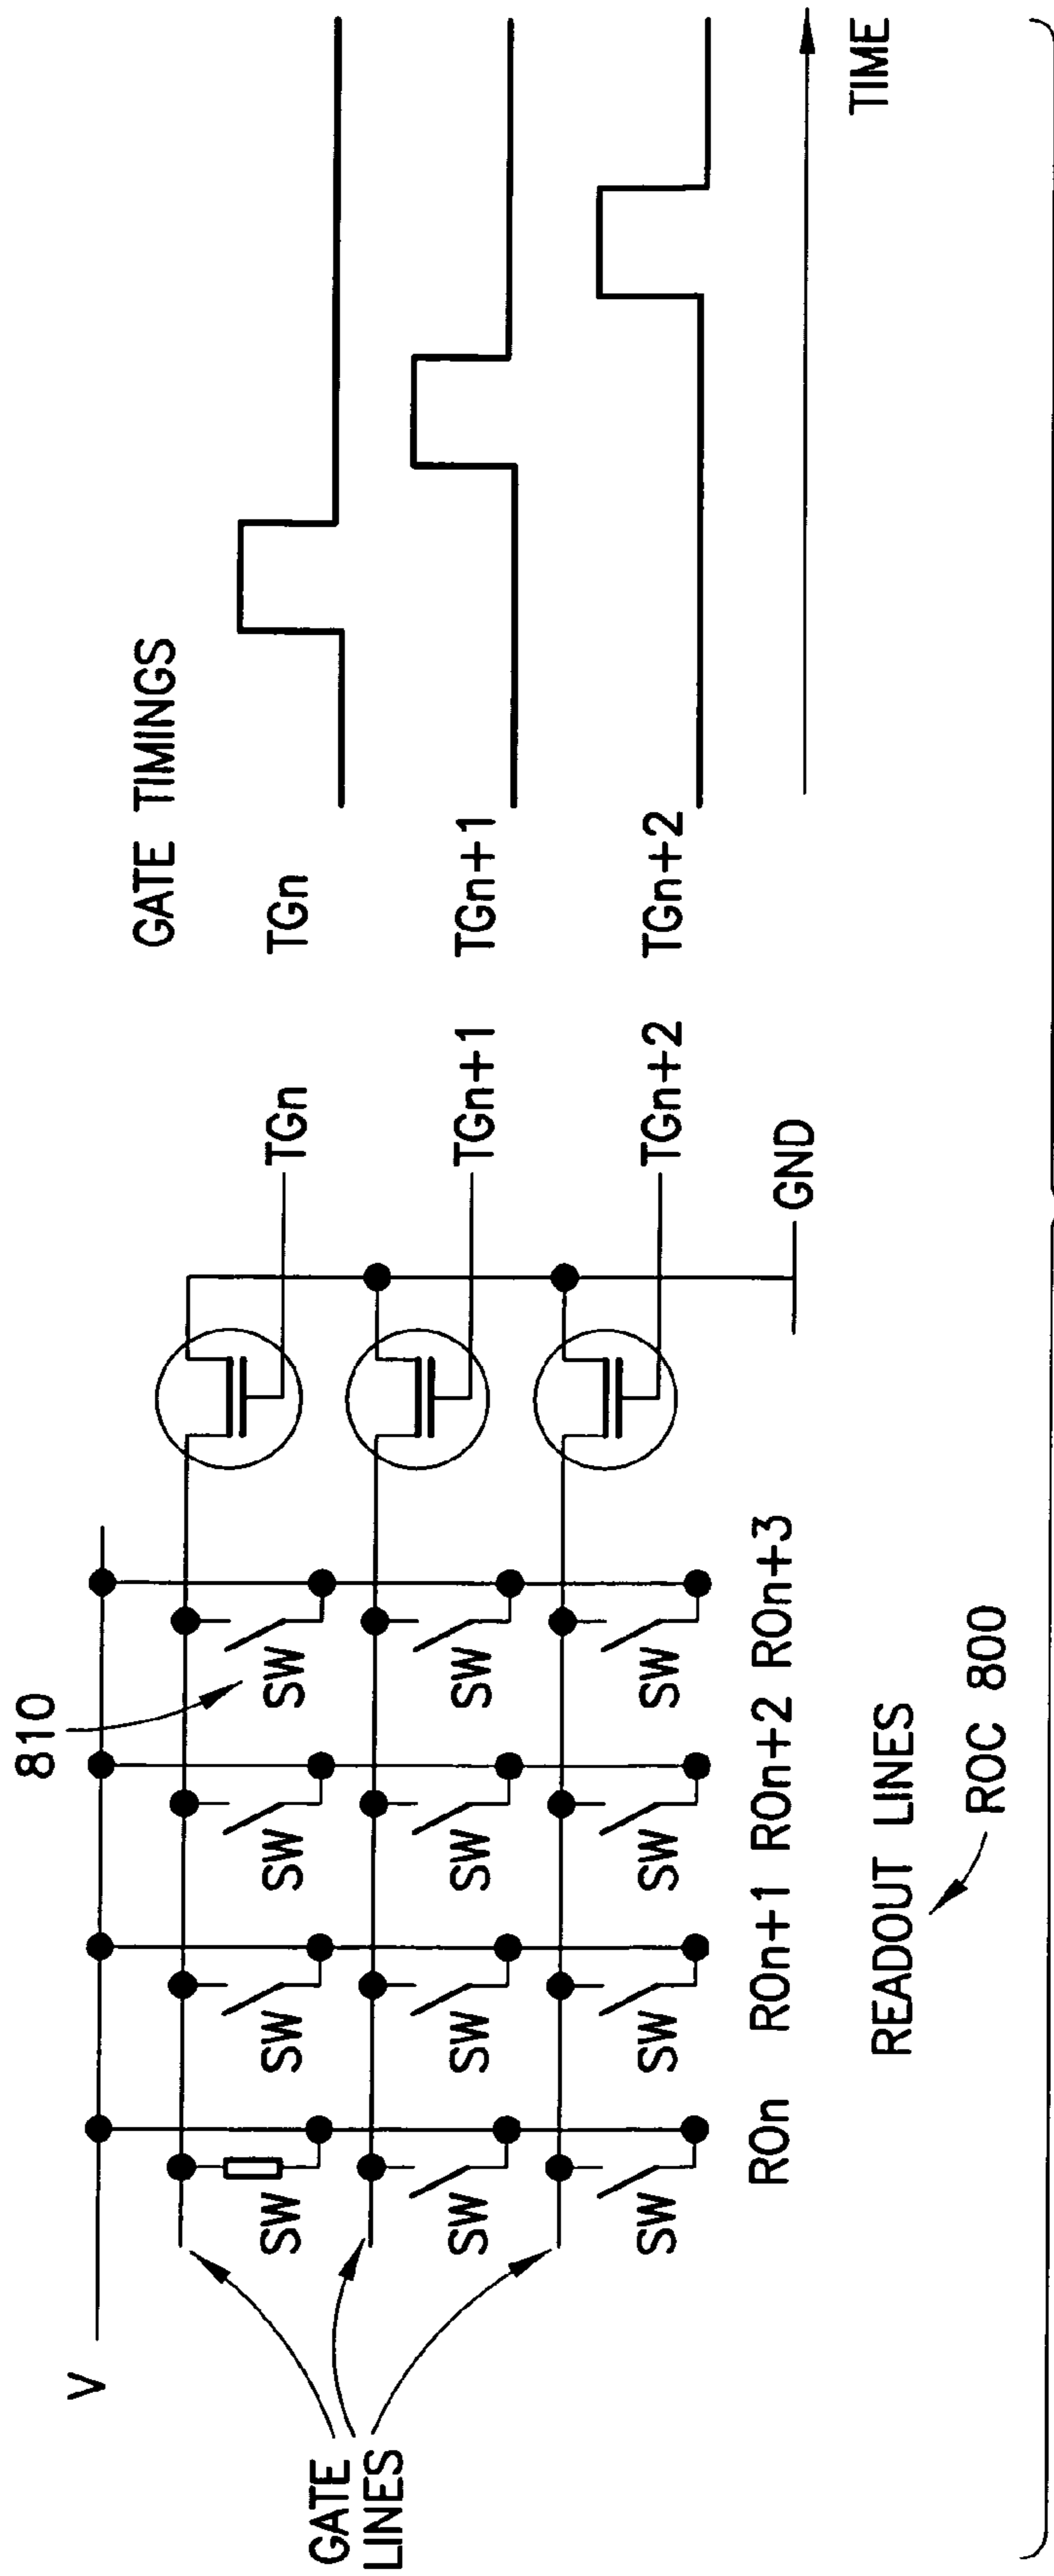 810
V
GATE
LINES
SW SW SW SW
SW SW SW SW
SW SW SW SW
ROn ROn+1 ROn+2 ROn+3
READOUT LINES
ROC 800
TGn
TGn+1
TGn+2
GND
GATE TIMINGS
TGn
TGn+1
TGn+2
TIME